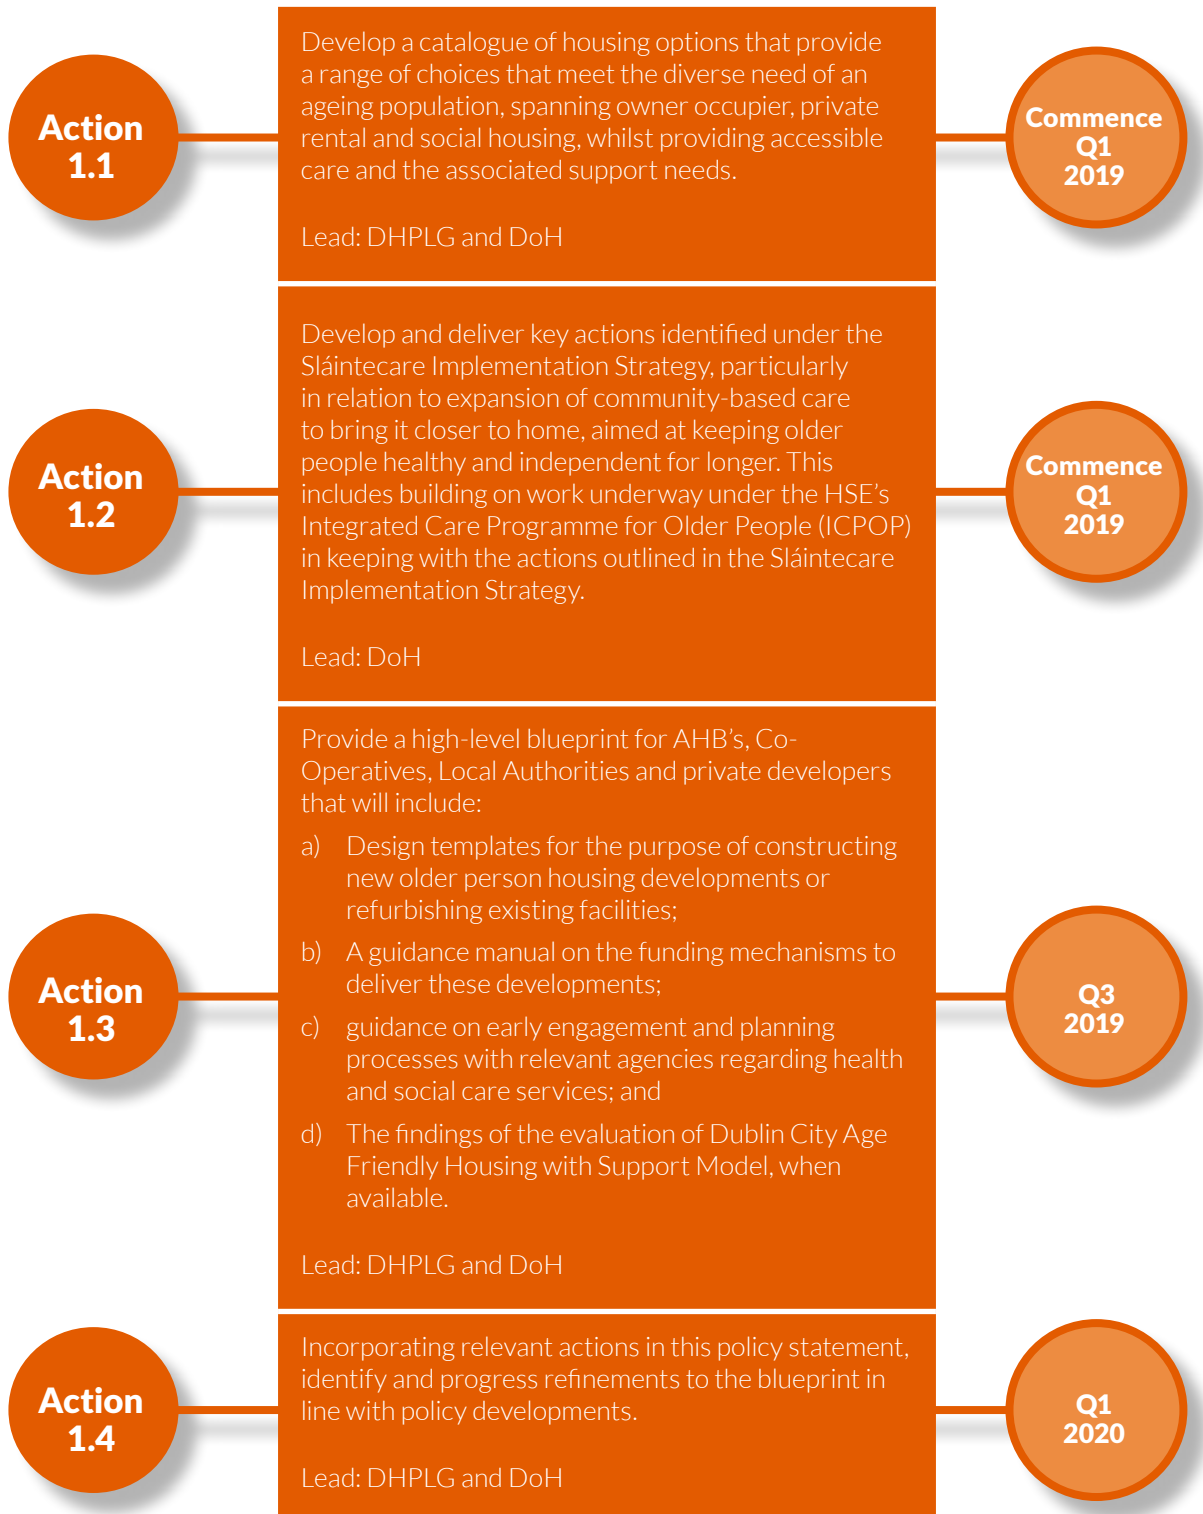 Action
1.1
Develop a catalogue of housing options that provide
a range of choices that meet the diverse need of an
ageing population, spanning owner occupier, private
rental and social housing, whilst providing accessible
care and the associated support needs.
Lead: DHPLG and DoH
Commence
Q1
2019
Action
1.2
Develop and deliver key actions identified under the
Sláintecare Implementation Strategy, particularly
in relation to expansion of community-based care
to bring it closer to home, aimed at keeping older
people healthy and independent for longer. This
includes building on work underway under the HSE's
Integrated Care Programme for Older People (ICPOP)
in keeping with the actions outlined in the Sláintecare
Implementation Strategy.
Lead: DoH
Commence
Q1
2019
Action
1.3
Provide a high-level blueprint for AHB's, Co-
Operatives, Local Authorities and private developers
that will include:
a) Design templates for the purpose of constructing
new older person housing developments or
refurbishing existing facilities;
b) A guidance manual on the funding mechanisms to
deliver these developments;
c) guidance on early engagement and planning
processes with relevant agencies regarding health
and social care services; and
d) The findings of the evaluation of Dublin City Age
Friendly Housing with Support Model, when
available.
Lead: DHPLG and DoH
Q3
2019
Action
1.4
Incorporating relevant actions in this policy statement,
identify and progress refinements to the blueprint in
line with policy developments.
Lead: DHPLG and DoH
Q1
2020